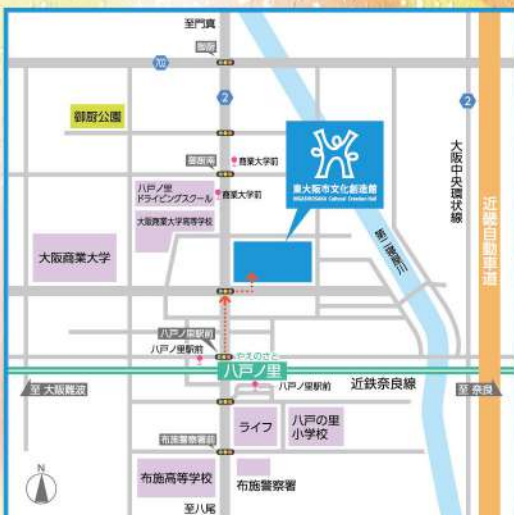 至門真
御厨
702
2
2
御厨公園
御厨南
商業大学前
八戸ノ里
ドライビングスクール
商業大学前
大阪商業大学高等学校
東大阪市文化創造館
HIGASHIOSAKA Cultural Creation Hall
大阪中央環状線
近畿自動車道
第二寝屋川
大阪商業大学
八戸ノ里駅前
八戸ノ里駅前
やえのさと
八戸ノ里
八戸ノ里駅前
近鉄奈良線
至 大阪難波
至 奈良
ライフ
八戸の里
小学校
布施警察署前
布施高等学校
布施警察署
N
至八尾